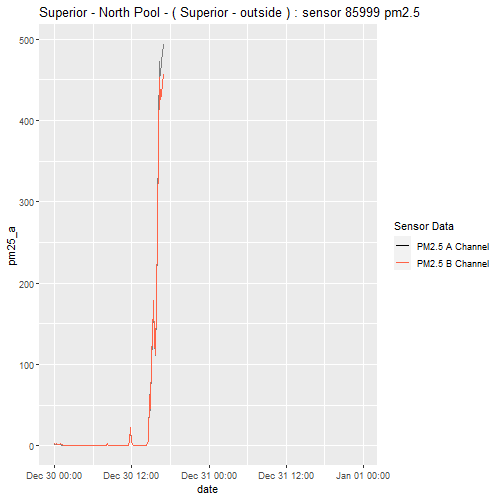 Superior - North Pool - ( Superior - outside ) : sensor 85999 pm2.5
500
400
300
200
100
0
pm25_a
Dec 30 00:00
Dec 30 12:00
Dec 31 00:00
Dec 31 12:00
Jan 01 00:00
date
Sensor Data
PM2.5 A Channel
PM2.5 B Channel